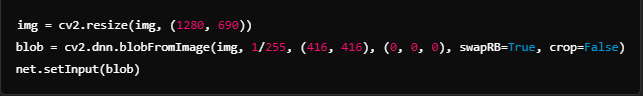 img = cv2.resize(img, (1280, 690))
blob = cv2.dnn.blobFromImage(img, 1/255, (416, 416), (0, 0, 0), swapRB=True, crop=False)
net.setInput(blob)